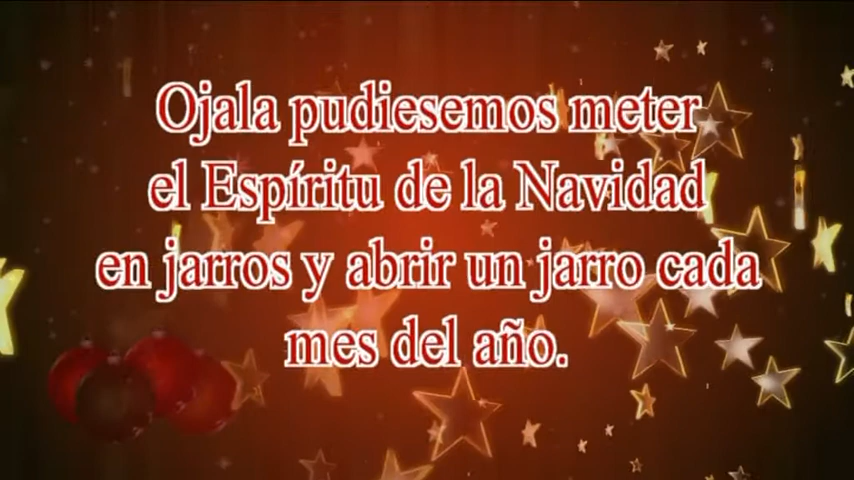 Ojala pudiesemos meter
el Espíritu de la Navidad
en jarros y abrir un jarro cada
mes del año.